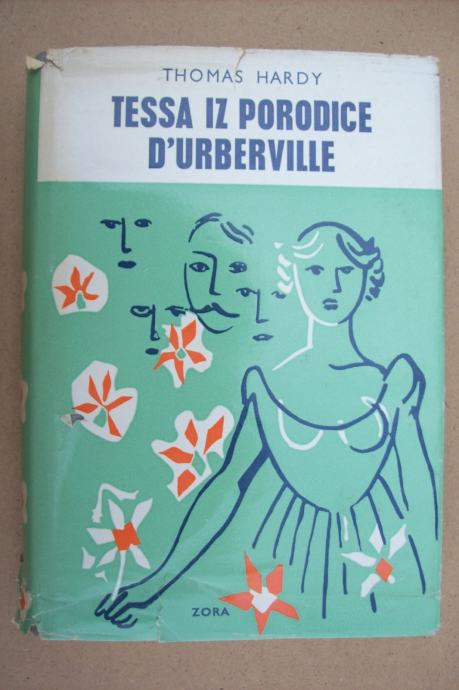 THOMAS HARDY
TESSA IZ PORODICE
D'URBERVILLE
ZORA